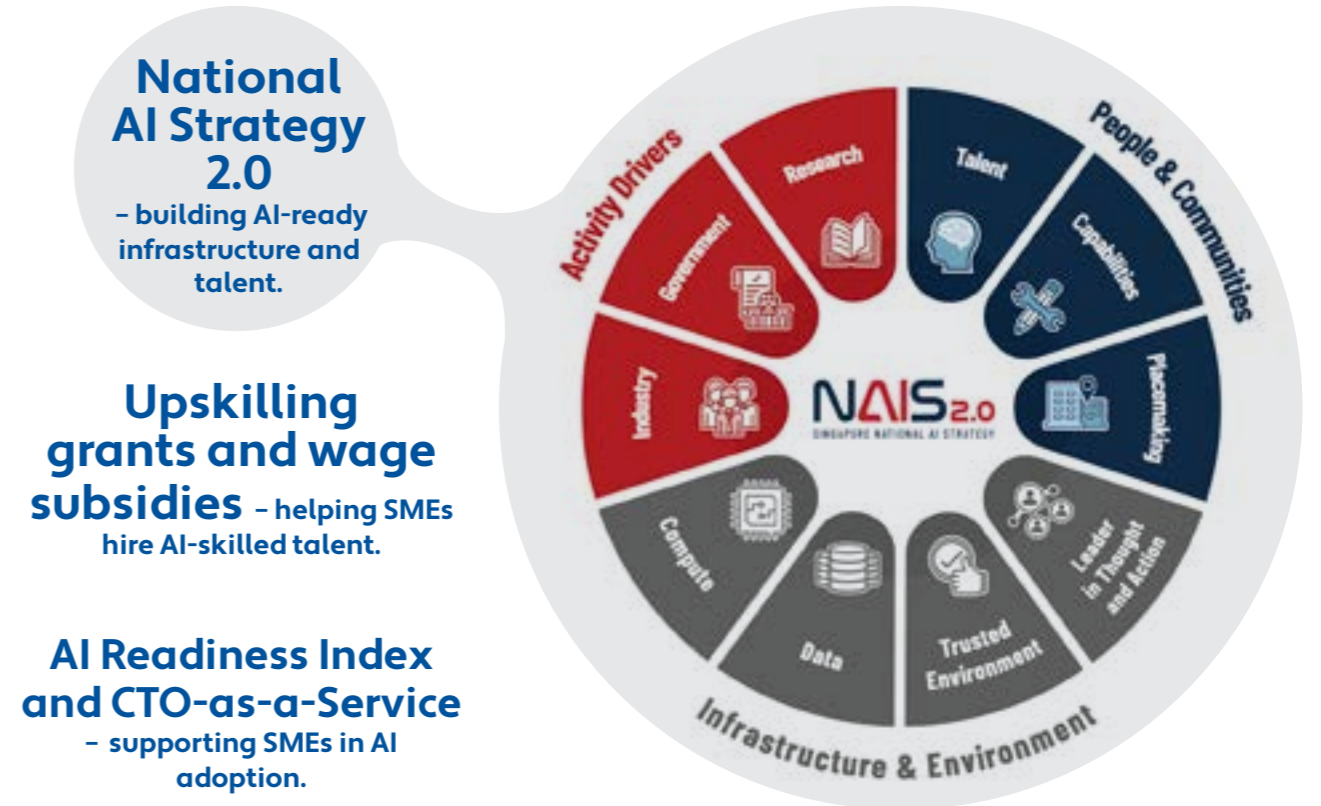 National
AI Strategy
2.0
– building AI-ready
infrastructure and
talent.
Upskilling
grants and wage
subsidies – helping SMEs
hire AI-skilled talent.
AI Readiness Index
and CTO-as-a-Service
– supporting SMEs in AI
adoption.
Activity Drivers
Research
Government
Industry
People & Communities
Talent
Capabilities
Placemaking
NAIS 2.0
SINGAPORE NATIONAL AI STRATEGY
Compute
Data
Trusted
Environment
Leader
in Thought
and Action
Infrastructure & Environment